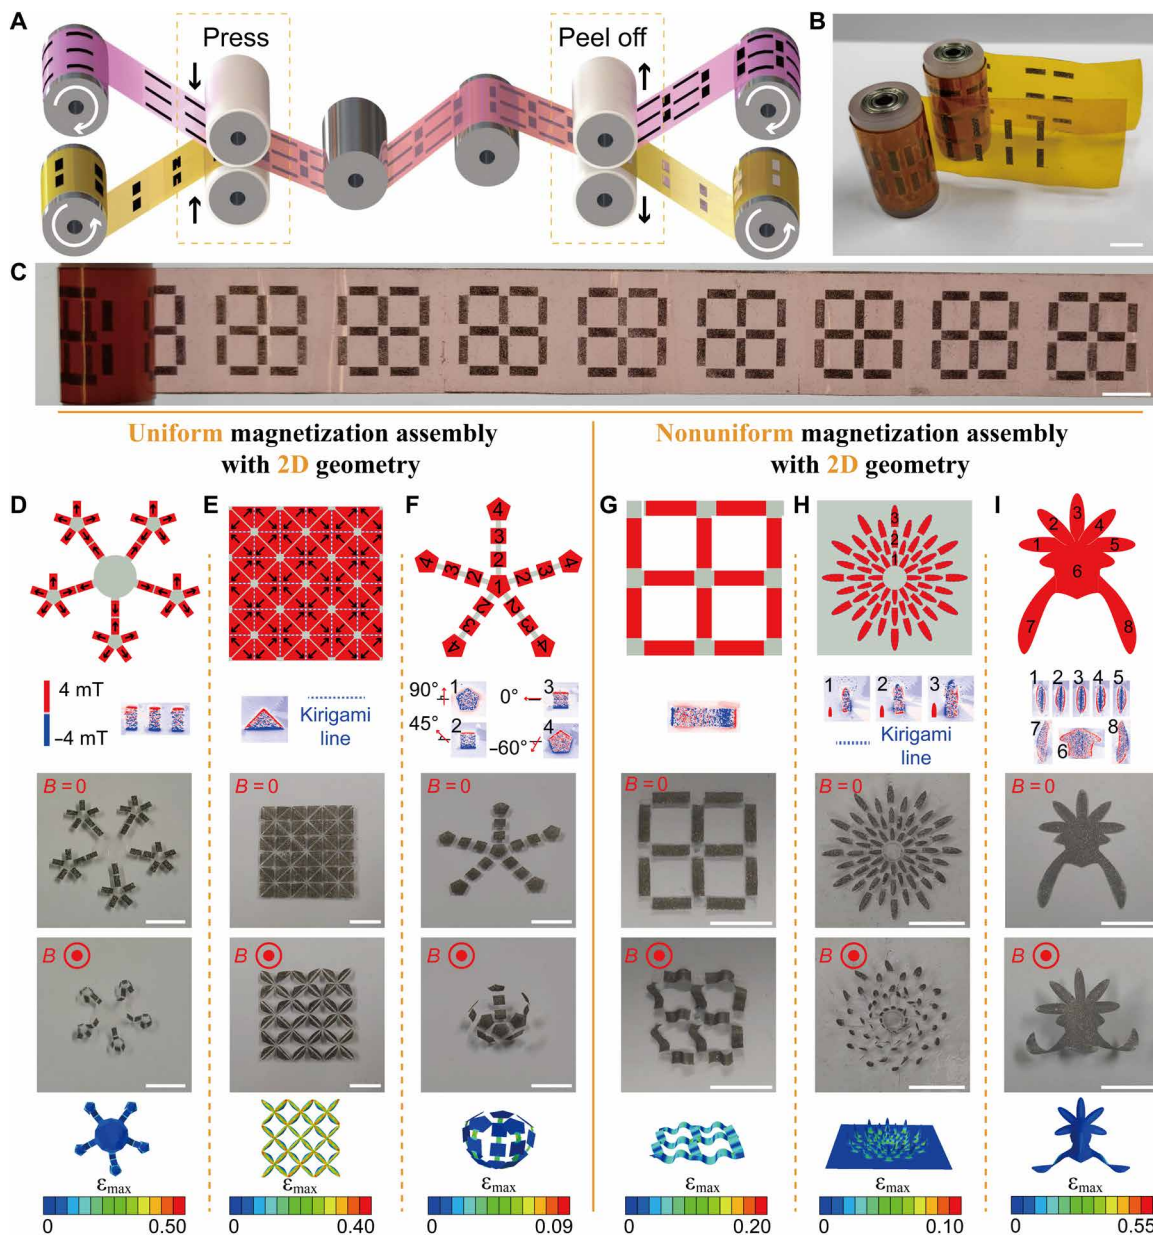 A
Press
Peel off
B
C
Uniform magnetization assembly
with 2D geometry
Nonuniform magnetization assembly
with 2D geometry
D
E
F
G
H
I
4
3
2
1
2 3 4
2 3 4
2 3 4
2 3 4
3
2
1
1 2 3 4 5
6
7 8
4 mT
−4 mT
Kirigami
line
90° 1
0° 3
45° 2
−60° 4
1 2 3
Kirigami
line
1 2 3 4 5
7 6 8
B = 0
B = 0
B = 0
B = 0
B = 0
B = 0
B
B
B
B
B
B
εmax
εmax
εmax
εmax
εmax
εmax
0 0.50
0 0.40
0 0.09
0 0.20
0 0.10
0 0.55